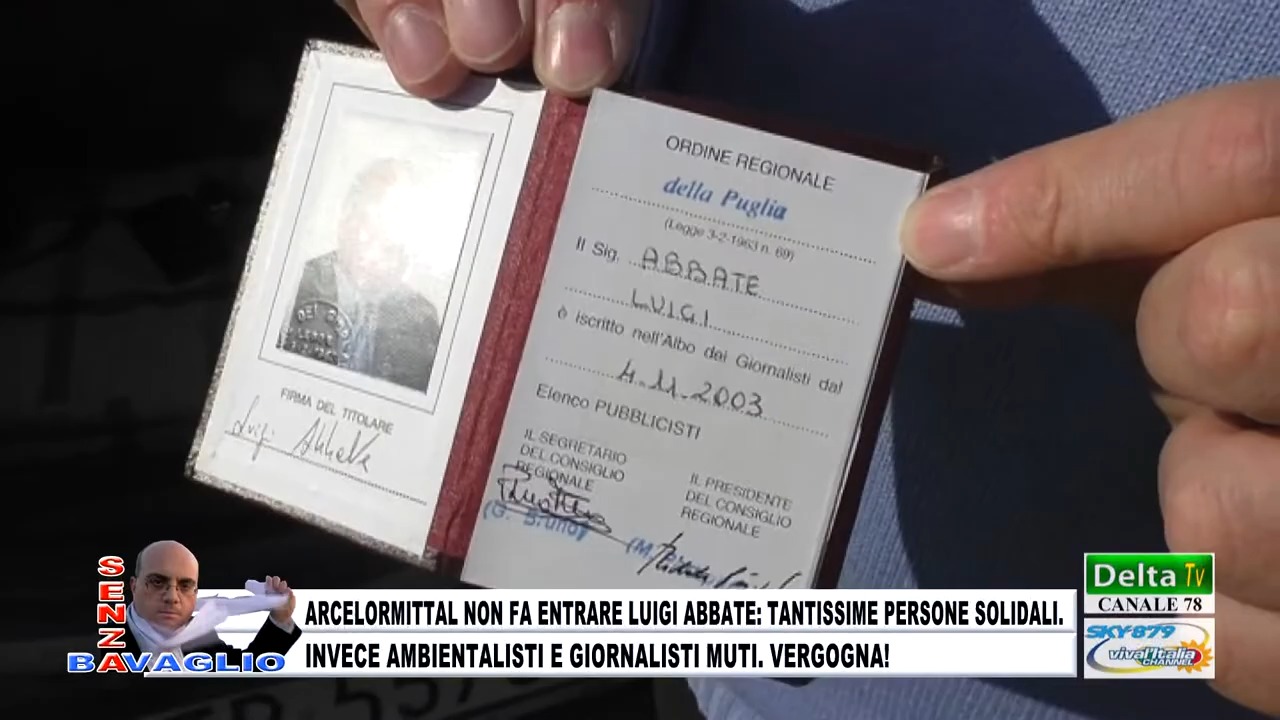 ORDINE REGIONALE
della Puglia
(Legge 3-2-1963 n. 69)
Il Sig. ABBATE
LUIGI
è iscritto nell'Albo dei Giornalisti dal
4.11.2003
Elenco PUBBLICISTI
IL SEGRETARIO
DEL CONSIGLIO
REGIONALE
(G. Bruno)
IL PRESIDENTE
DEL CONSIGLIO
REGIONALE
FIRMA DEL TITOLARE
Luigi Abbate
SENZA
BAVAGLIO
ARCELORMITTAL NON FA ENTRARE LUIGI ABBATE: TANTISSIME PERSONE SOLIDALI.
INVECE AMBIENTALISTI E GIORNALISTI MUTI. VERGOGNA!
Delta Tv
CANALE 78
SKY 879
viva l'Italia
CHANNEL